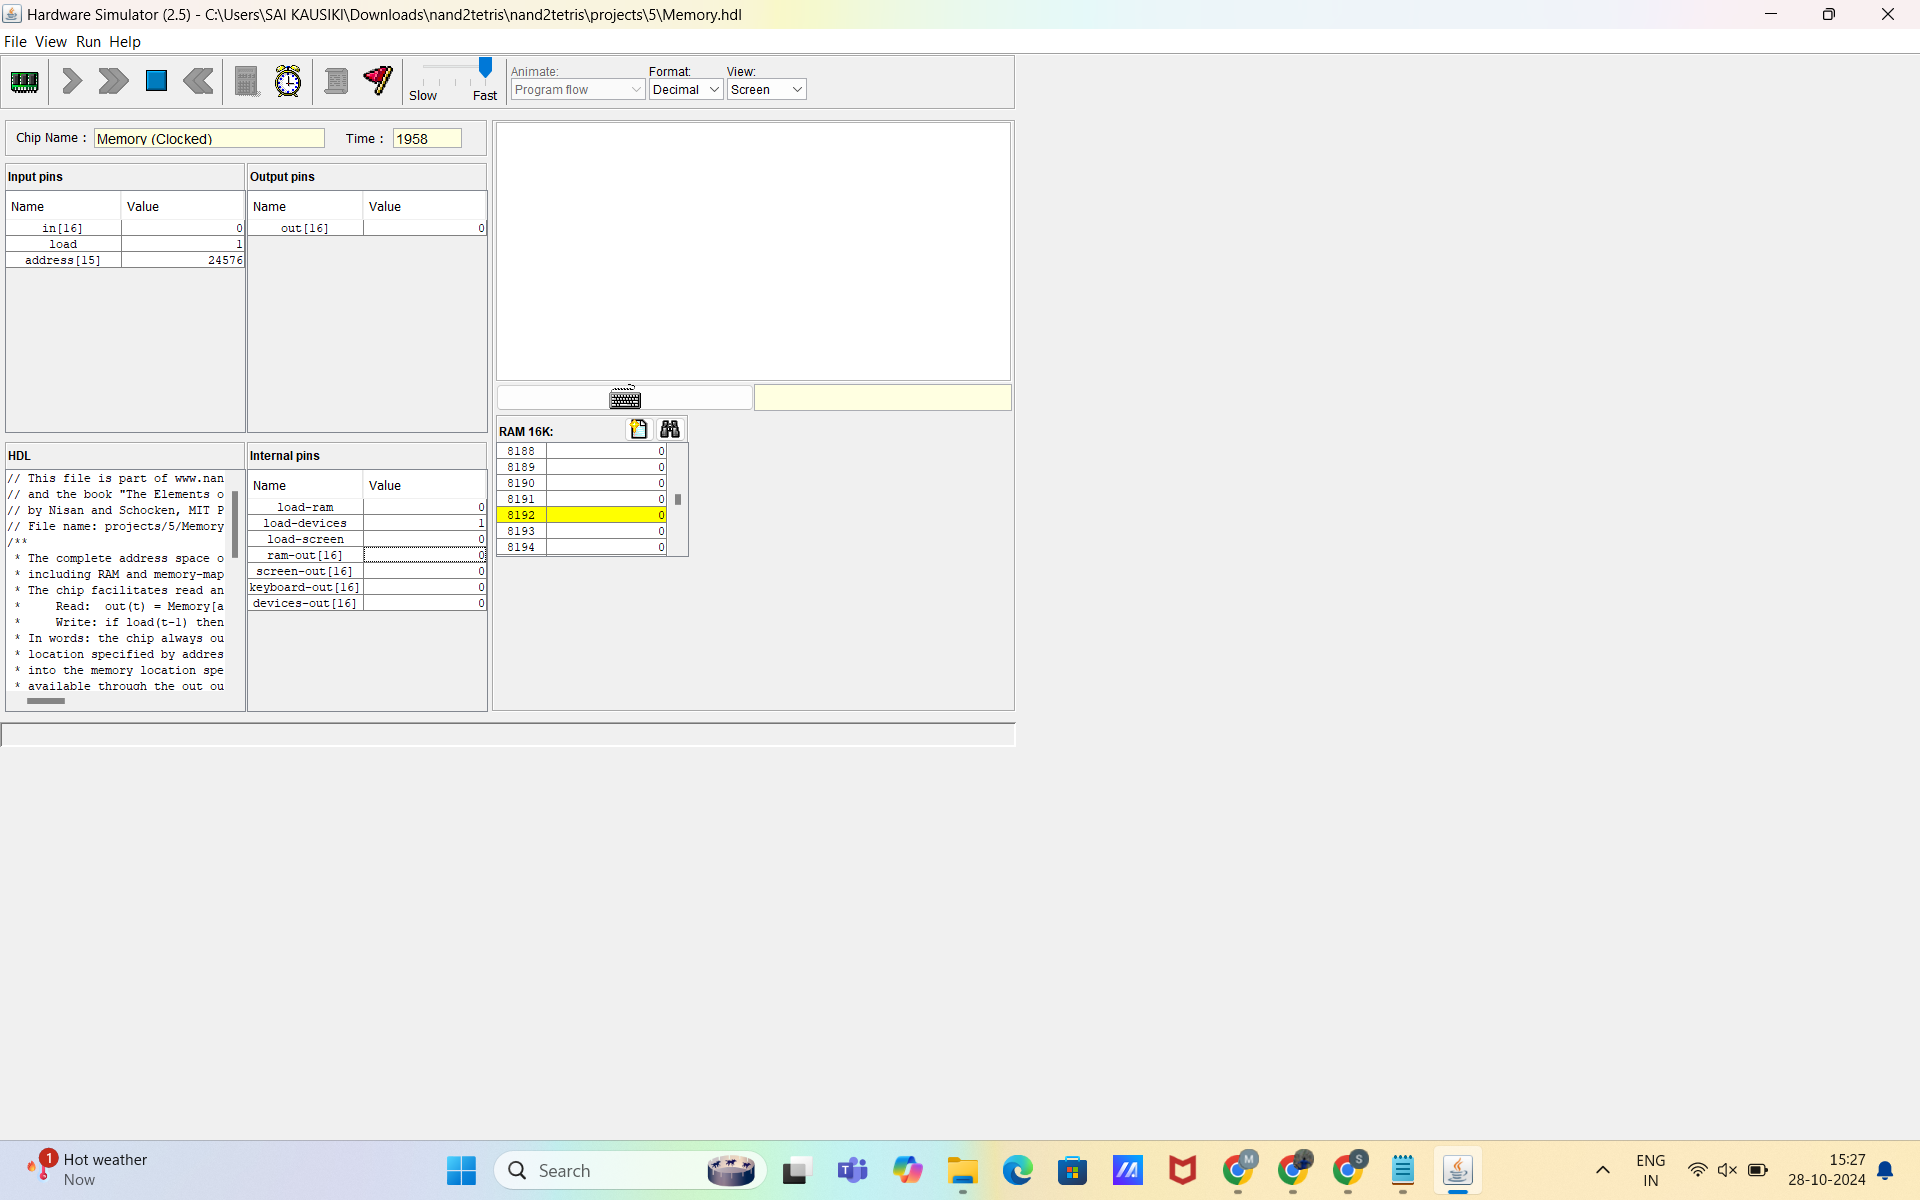 Hardware Simulator (2.5) - C:\Users\SAI KAUSIKI\Downloads\nand2tetris\nand2tetris\projects\5\Memory.hdl
File View Run Help
Slow Fast
Animate:
Program flow
Format:
Decimal
View:
Screen
Chip Name : Memory (Clocked) Time : 1958
Input pins
Name Value
in[16] 0
load 1
address[15] 24576
Output pins
Name Value
out[16] 0
HDL
// This file is part of www.nan
// and the book "The Elements o
// by Nisan and Schocken, MIT P
// File name: projects/5/Memory
/**
* The complete address space o
* including RAM and memory-map
* The chip facilitates read an
* Read: out(t) = Memory[a
* Write: if load(t-1) then
* In words: the chip always ou
* location specified by addres
* into the memory location spe
* available through the out ou
Internal pins
Name Value
load-ram 0
load-devices 1
load-screen 0
ram-out[16] 0
screen-out[16] 0
keyboard-out[16] 0
devices-out[16] 0
RAM 16K:
8188 0
8189 0
8190 0
8191 0
8192 0
8193 0
8194 0
1
Hot weather
Now
Search
M
S
ENG
IN
15:27
28-10-2024